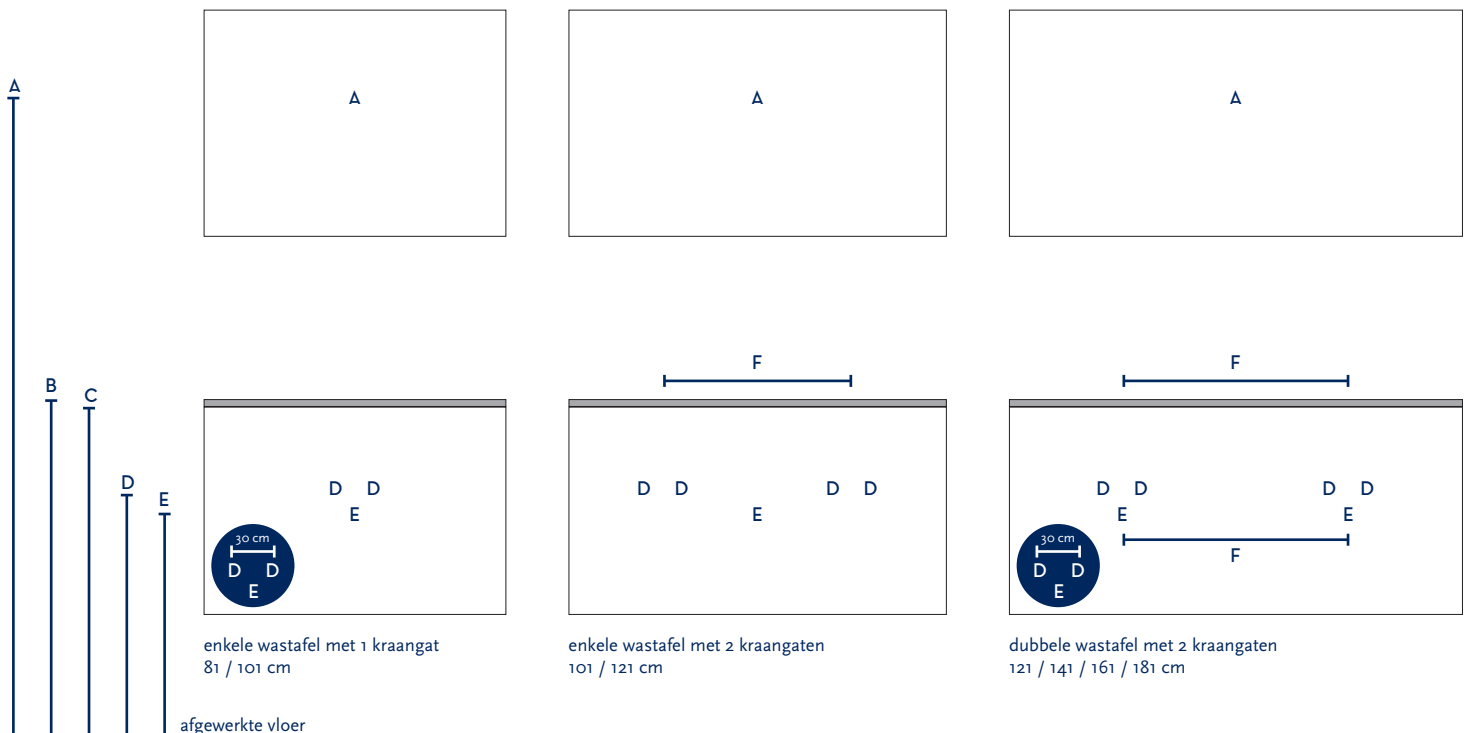 A
A
A
A
B
C
F
F
D
E
D D
E
D D
D D
E
D D
D D
E
E
F
30 cm
D D
E
30 cm
D D
E
enkele wastafel met 1 kraangat
81 / 101 cm
enkele wastafel met 2 kraangaten
101 / 121 cm
dubbele wastafel met 2 kraangaten
121 / 141 / 161 / 181 cm
afgewerkte vloer